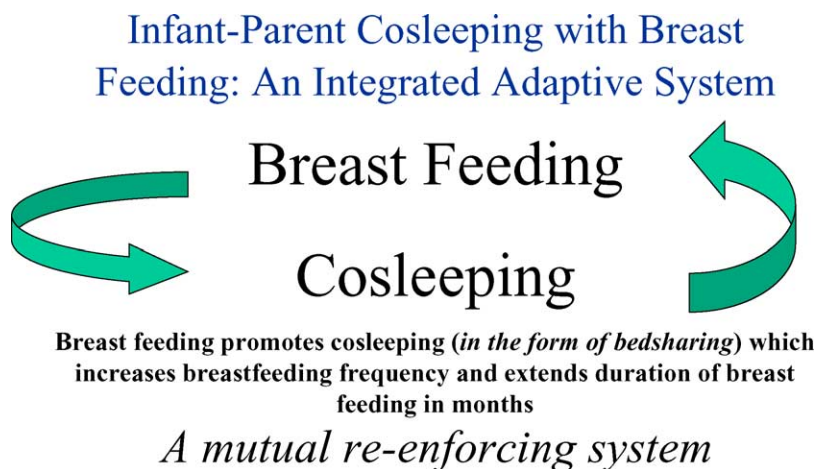 Infant-Parent Cosleeping with Breast
Feeding: An Integrated Adaptive System
Breast Feeding
Cosleeping
Breast feeding promotes cosleeping (in the form of bedsharing) which
increases breastfeeding frequency and extends duration of breast
feeding in months
A mutual re-enforcing system